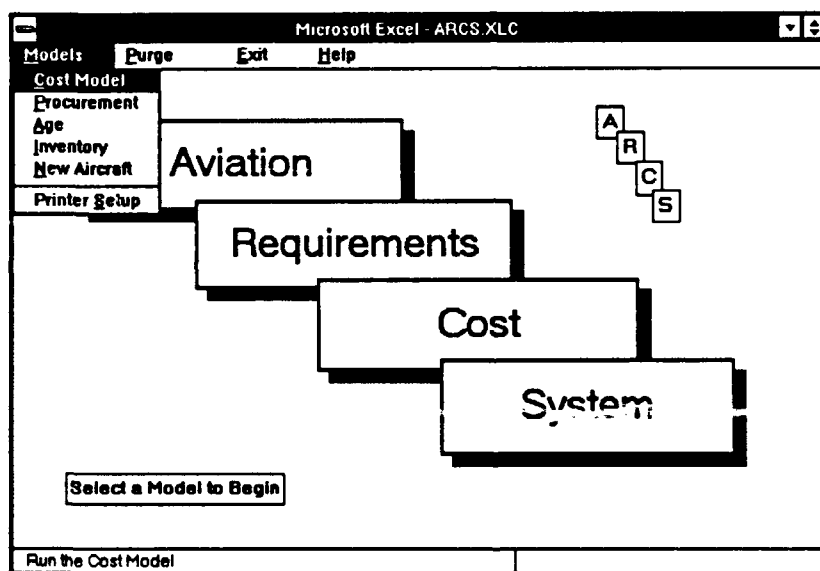 Microsoft Excel - ARCS.XLC
Models Purge Exit Help
Cost Model
Procurement
Age
Inventory
New Aircraft
Printer Setup
Aviation
Requirements
Cost
System
A
R
C
S
Select a Model to Begin
Run the Cost Model